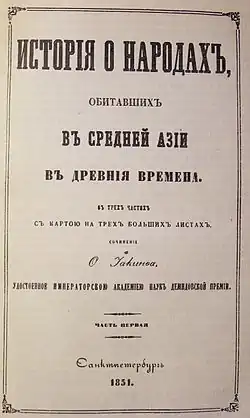 ИСТОРІЯ О НАРОДАХЪ,
ОБИТАВШИХЪ
ВЪ СРЕДНЕЙ АЗІИ
ВЪ ДРЕВНІЯ ВРЕМЕНА.
ВЪ ТРЕХЪ ЧАСТЯХЪ
СЪ КАРТОЮ НА ТРЕХЪ БОЛЬШИХЪ ЛИСТАХЪ,
СОЧИНЕНІЕ
О. Іакинѳа,
УДОСТОЕННОЕ ИМПЕРАТОРСКОЮ АКАДЕМІЕЮ НАУКЪ ДЕМИДОВСКОЙ ПРЕМІИ.
ЧАСТЬ ПЕРВАЯ
Санктпетербургъ
1851.